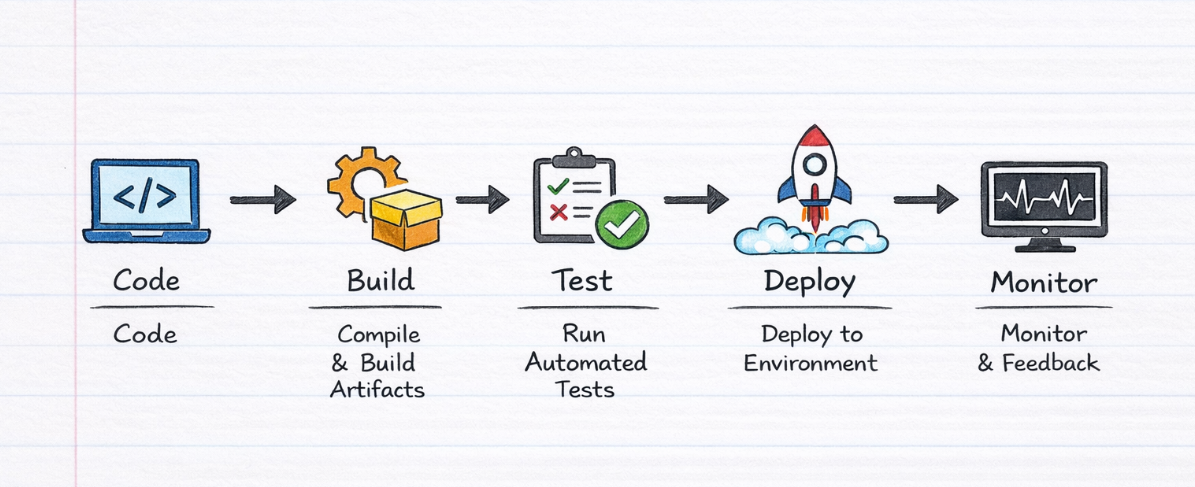 Code
Build
Test
Deploy
Monitor
Code
Compile
& Build
Artifacts
Run
Automated
Tests
Deploy to
Environment
Monitor
& Feedback